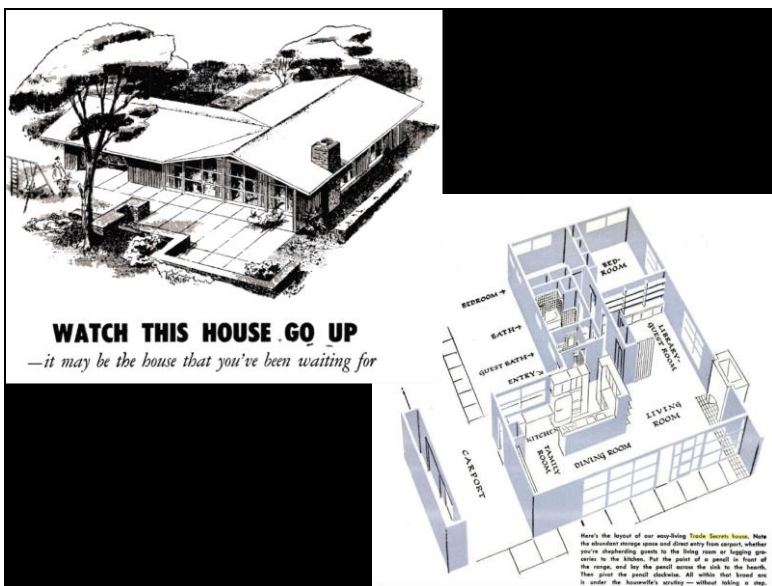 WATCH THIS HOUSE GO UP
—it may be the house that you've been waiting for
BED-
ROOM
BEDROOM
BATH
GUEST BATH
ENTRY
LIBRARY-
GUEST ROOM
LIVING
ROOM
KITCHEN
FAMILY
ROOM
DINING ROOM
CARPORT
Here's the layout of our easy-living Trade Secrets house. Note
the abundant storage space and direct entry from carport, whether
you're shepherding guests to the living room or lugging gro-
ceries to the kitchen. Put the point of a pencil in front of
the range, and lay the pencil across the sink to the hearth.
Then pivot the pencil clockwise. All within that broad arc
is under the housewife's scrutiny — without taking a step.